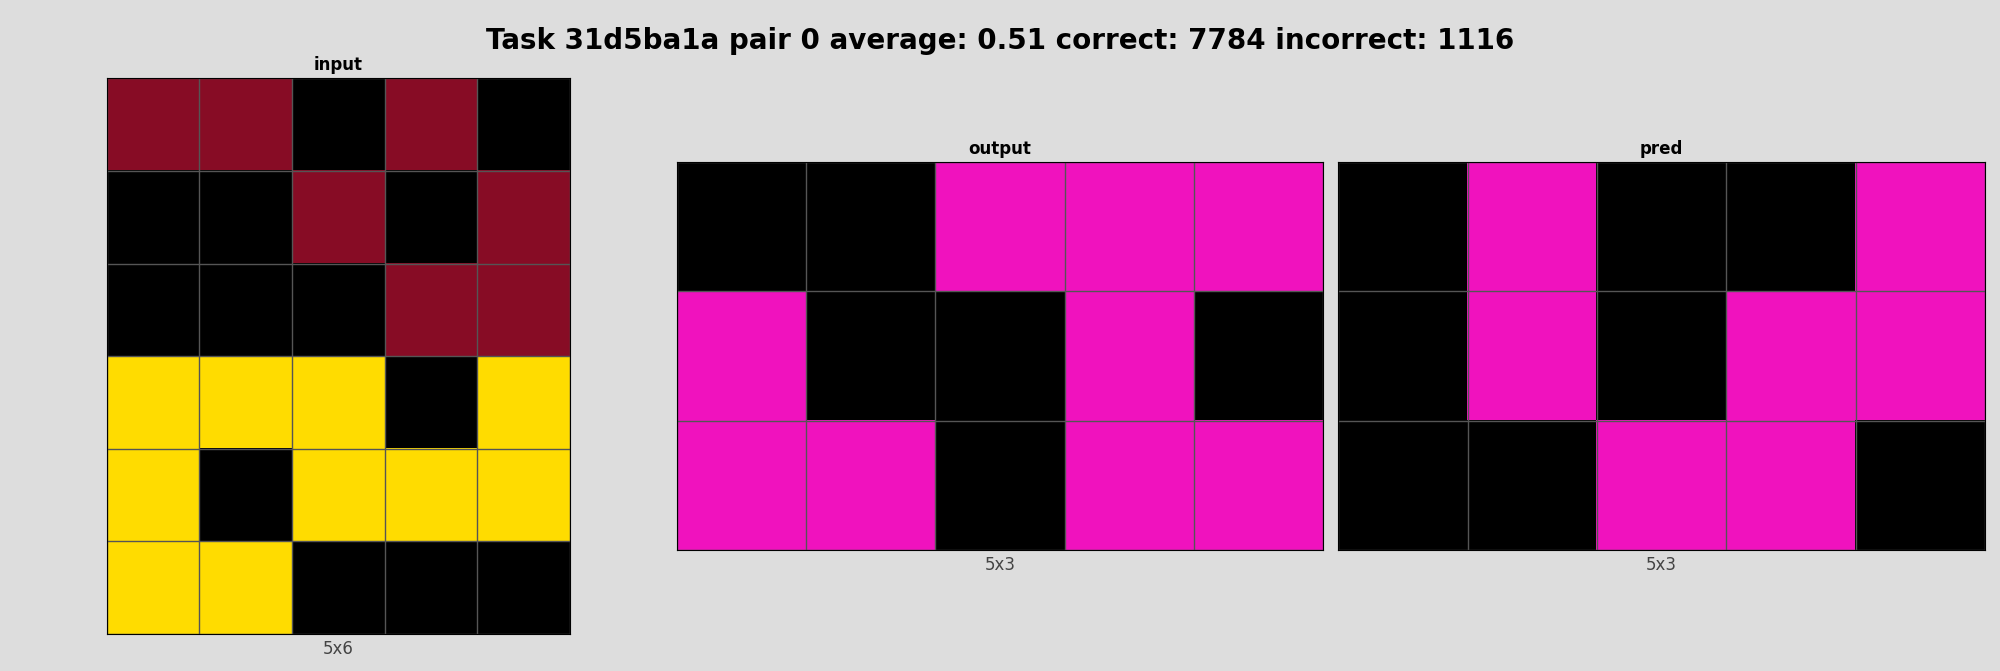 Task 31d5ba1a pair 0 average: 0.51 correct: 7784 incorrect: 1116
input
output
pred
5x3
5x3
5x6